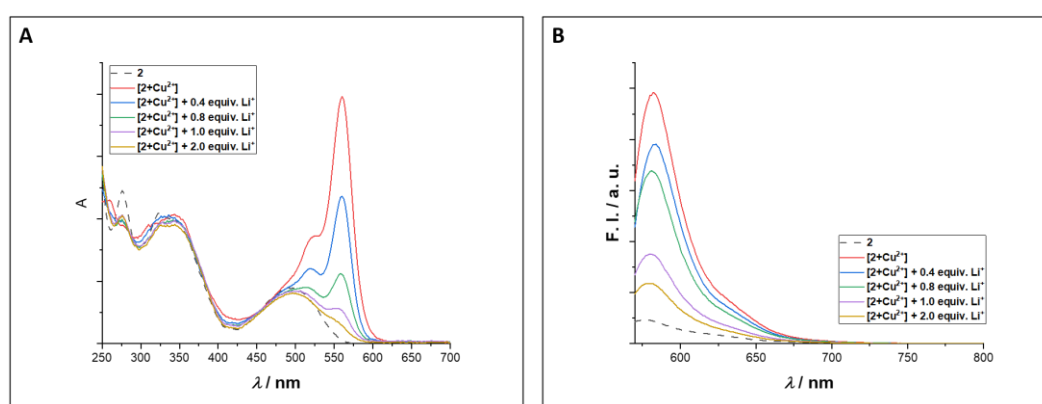 A
2
[2+Cu²⁺]
[2+Cu²⁺] + 0.4 equiv. Li⁺
[2+Cu²⁺] + 0.8 equiv. Li⁺
[2+Cu²⁺] + 1.0 equiv. Li⁺
[2+Cu²⁺] + 2.0 equiv. Li⁺
A
250 300 350 400 450 500 550 600 650 700
λ / nm
B
F. I. / a. u.
2
[2+Cu²⁺]
[2+Cu²⁺] + 0.4 equiv. Li⁺
[2+Cu²⁺] + 0.8 equiv. Li⁺
[2+Cu²⁺] + 1.0 equiv. Li⁺
[2+Cu²⁺] + 2.0 equiv. Li⁺
600 650 700 750 800
λ / nm